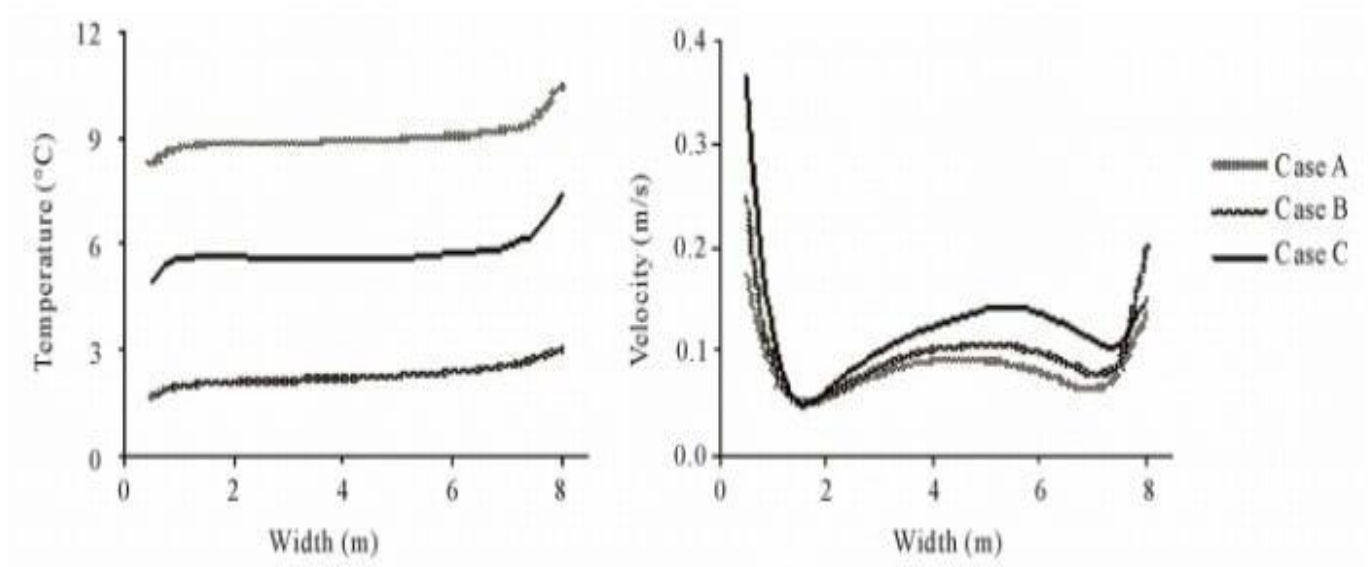 12
9
6
3
0
Temperature (°C)
0 2 4 6 8
Width (m)
0.4
0.3
0.2
0.1
0.0
Velocity (m/s)
0 2 4 6 8
Width (m)
Case A
Case B
Case C